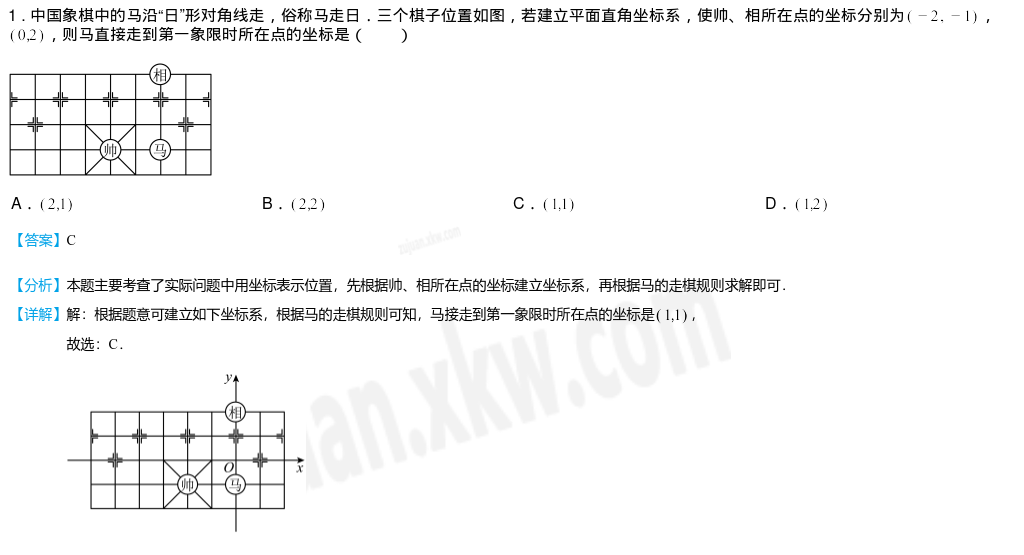 1．中国象棋中的马沿“日”形对角线走，俗称马走日．三个棋子位置如图，若建立平面直角坐标系，使帅、相所在点的坐标分别为(－2, －1)，
(0,2)，则马直接走到第一象限时所在点的坐标是（　　）
相
帅 马
A．(2,1) B．(2,2) C．(1,1) D．(1,2)
【答案】C
zujuan.xkw.com
【分析】本题主要考查了实际问题中用坐标表示位置，先根据帅、相所在点的坐标建立坐标系，再根据马的走棋规则求解即可．
【详解】解：根据题意可建立如下坐标系，根据马的走棋规则可知，马接走到第一象限时所在点的坐标是(1,1)，
故选：C．
an.xkw.com
y
相
O x
帅 马